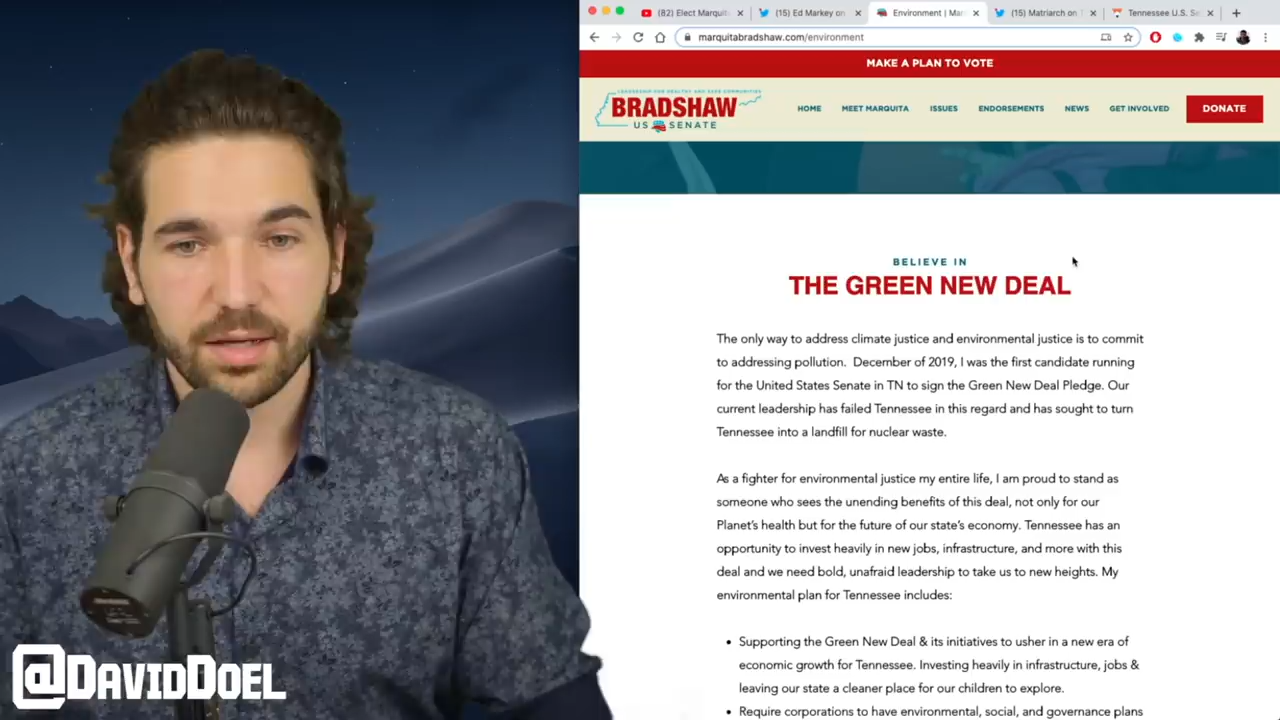 (82) Elect Marquit
(15) Ed Markey on
Environment | Mar
(15) Matriarch on T
Tennessee U.S. Se
marquitabradshaw.com/environment
MAKE A PLAN TO VOTE
LEADERSHIP FOR HEALTHY AND SAFE COMMUNITIES
BRADSHAW
US SENATE
HOME
MEET MARQUITA
ISSUES
ENDORSEMENTS
NEWS
GET INVOLVED
DONATE
BELIEVE IN
THE GREEN NEW DEAL
The only way to address climate justice and environmental justice is to commit
to addressing pollution. December of 2019, I was the first candidate running
for the United States Senate in TN to sign the Green New Deal Pledge. Our
current leadership has failed Tennessee in this regard and has sought to turn
Tennessee into a landfill for nuclear waste.
As a fighter for environmental justice my entire life, I am proud to stand as
someone who sees the unending benefits of this deal, not only for our
Planet's health but for the future of our state's economy. Tennessee has an
opportunity to invest heavily in new jobs, infrastructure, and more with this
deal and we need bold, unafraid leadership to take us to new heights. My
environmental plan for Tennessee includes:
• Supporting the Green New Deal & its initiatives to usher in a new era of
economic growth for Tennessee. Investing heavily in infrastructure, jobs &
leaving our state a cleaner place for our children to explore.
• Require corporations to have environmental, social, and governance plans
@DAVIDDOEL